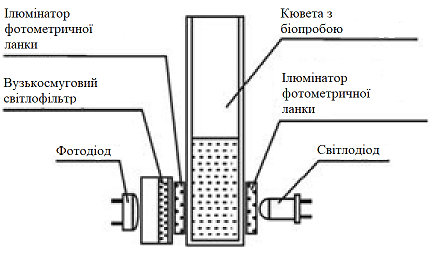 Ілюмінатор
фотометричної
ланки
Вузькосмуговий
світлофільтр
Фотодіод
Кювета з
біопробою
Ілюмінатор
фотометричної
ланки
Світлодіод